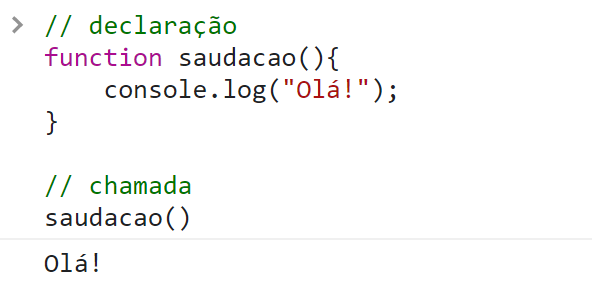 // declaração
function saudacao(){
    console.log("Olá!");
}
// chamada
saudacao()
Olá!